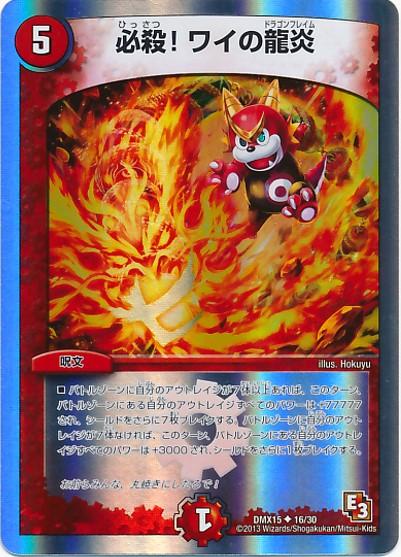 5
ひっさつ ドラゴンフレイム
必殺!ワイの龍炎
呪文
illus. Hokuyu
□ バトルゾーンに自分のアウトレイジが7体以上あれば、このターン、
バトルゾーンにある自分のアウトレイジすべてのパワーは+77777
され、シールドをさらに7枚ブレイクする。バトルゾーンに自分のアウトレイジ
が7体なければ、このターン、バトルゾーンにある自分のアウトレイジ
すべてのパワーは+3000され、シールドをさらに1枚ブレイクする。
お前らみんな、丸焼きにしたるで!
1
E3
DMX15 ◆ 16/30
©2013 Wizards/Shogakukan/Mitsui-Kids